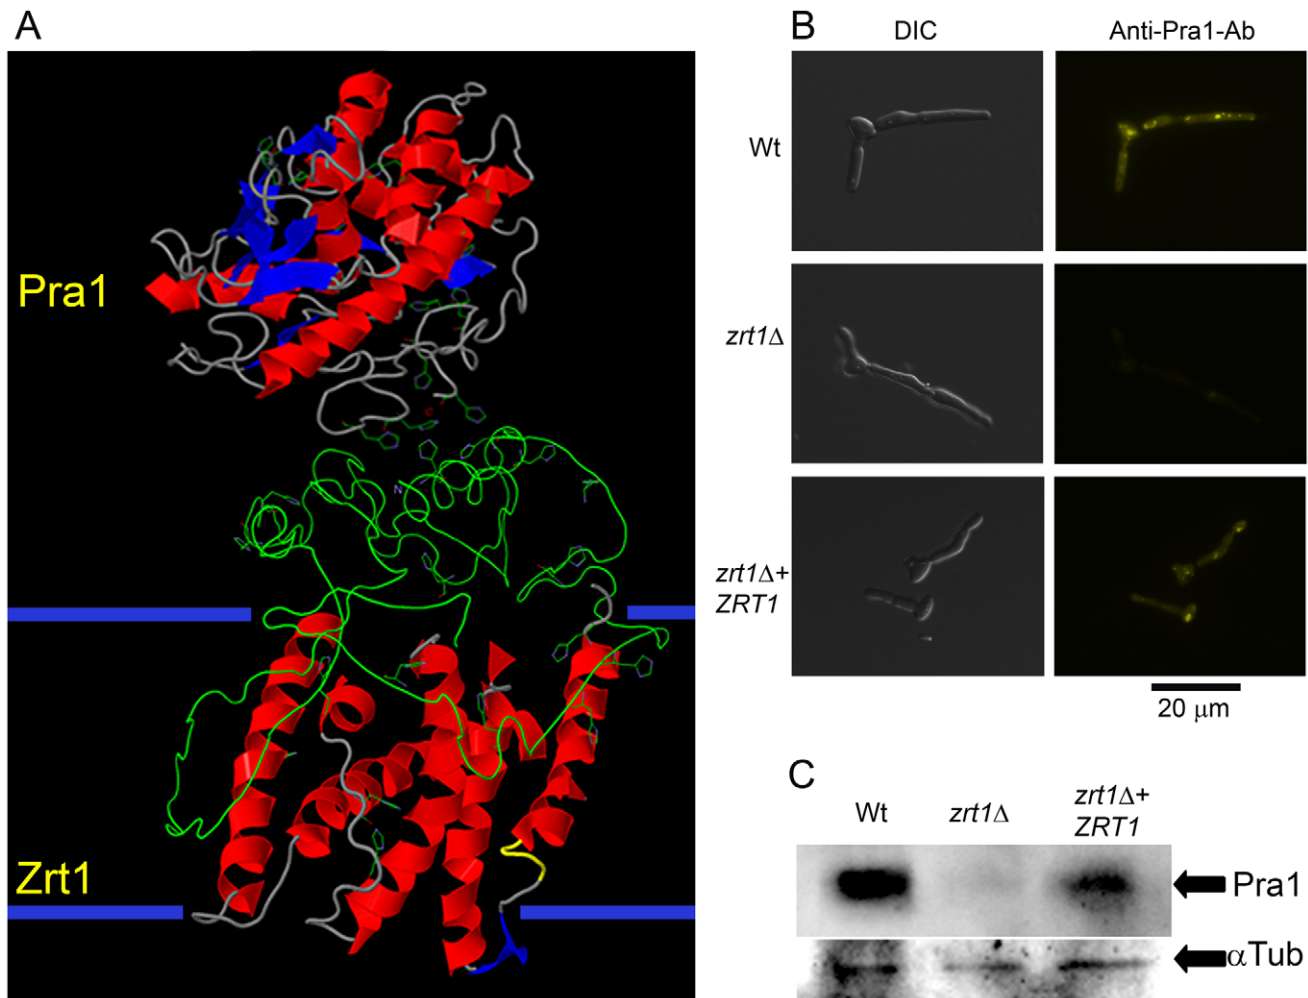 A
Pra1
Zrt1
B
DIC
Anti-Pra1-Ab
Wt
zrt1Δ
zrt1Δ+
ZRT1
20 μm
C
Wt
zrt1Δ
zrt1Δ+
ZRT1
Pra1
αTub
N